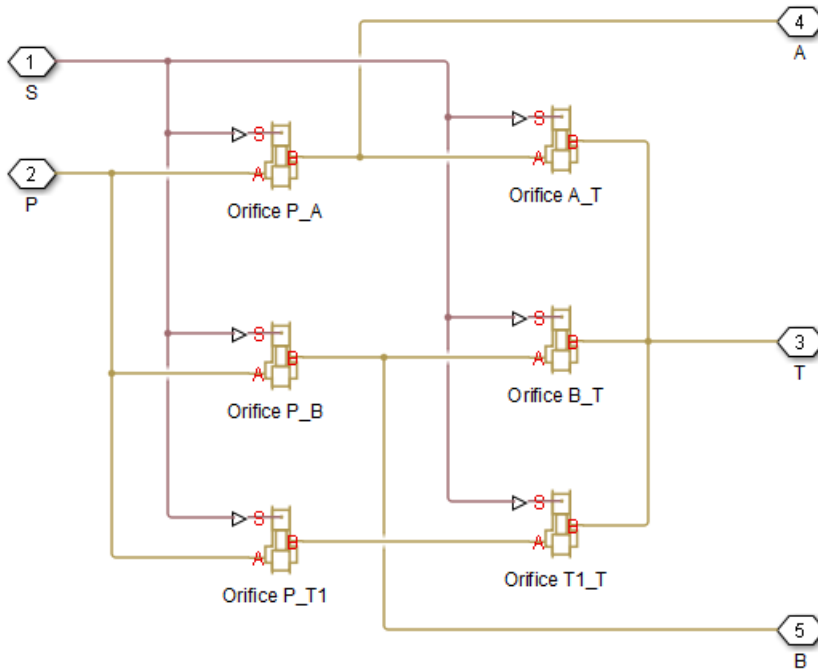 4
A
1
S
S
S
B
B
A
A
2
P
Orifice P_A
Orifice A_T
S
S
B
B
3
A
A
T
Orifice P_B
Orifice B_T
S
S
B
B
A
A
Orifice P_T1
Orifice T1_T
5
B